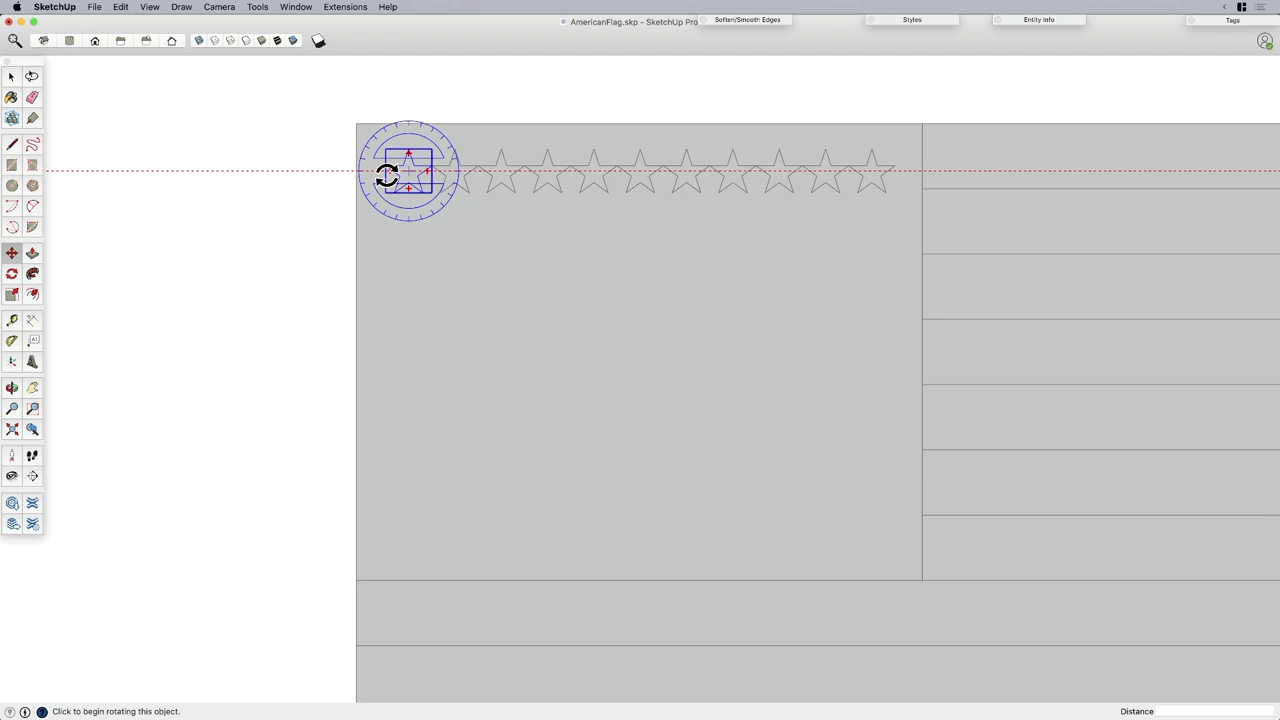 SketchUp File Edit View Draw Camera Tools Window Extensions Help
AmericanFlag.skp - SketchUp Pro
Soften/Smooth Edges
Styles
Entity Info
Tags
A1
Click to begin rotating this object.
Distance